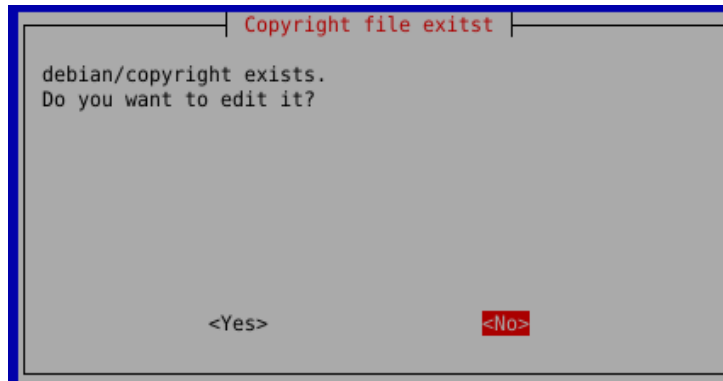 Copyright file exitst
debian/copyright exists.
Do you want to edit it?
<Yes> <No>